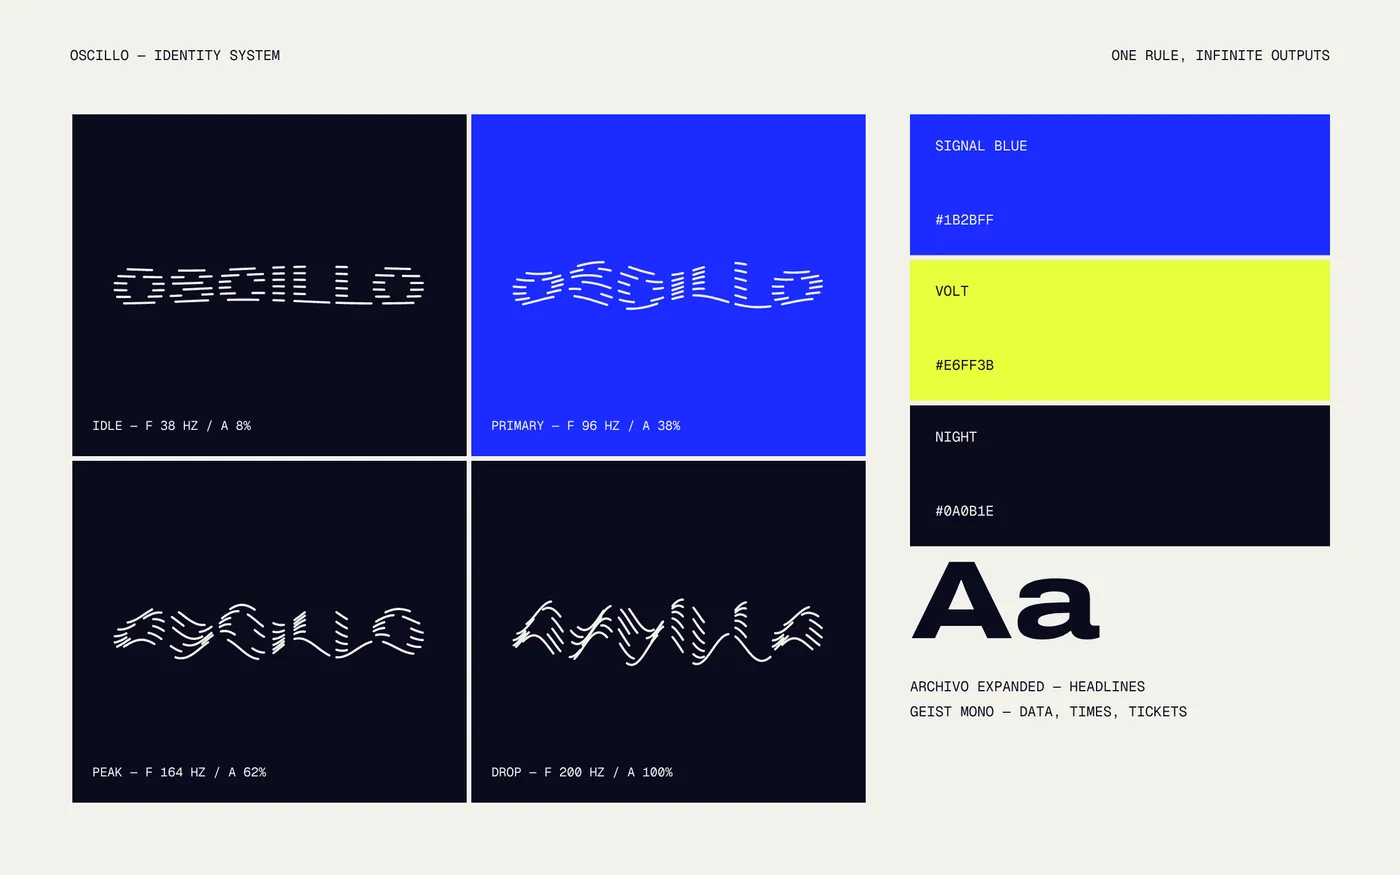 OSCILLO — IDENTITY SYSTEM
ONE RULE, INFINITE OUTPUTS
OSCILLO
IDLE — F 38 HZ / A 8%
OSCILLO
PRIMARY — F 96 HZ / A 38%
OSCILLO
PEAK — F 164 HZ / A 62%
OSCILLO
DROP — F 200 HZ / A 100%
SIGNAL BLUE
#1B2BFF
VOLT
#E6FF3B
NIGHT
#0A0B1E
Aa
ARCHIVO EXPANDED — HEADLINES
GEIST MONO — DATA, TIMES, TICKETS